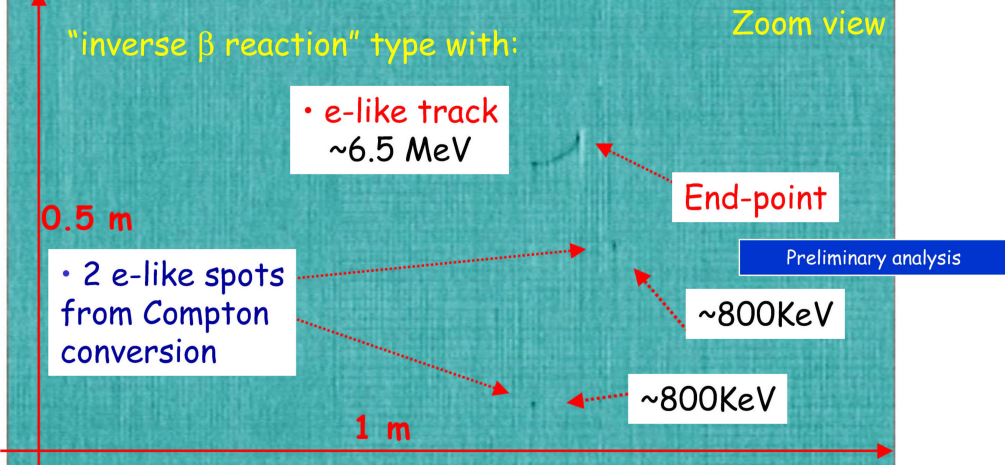 Zoom view
“inverse β reaction” type with:
• e-like track
~6.5 MeV
End-point
0.5 m
Preliminary analysis
• 2 e-like spots
from Compton
conversion
~800KeV
~800KeV
1 m